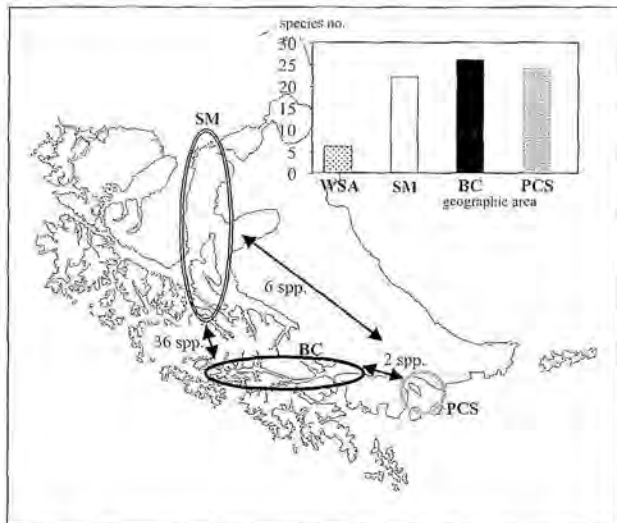 species no.
30
25
20
15
10
5
0
WSA SM BC PCS
geographic area
SM
6 spp.
36 spp.
BC
2 spp.
PCS